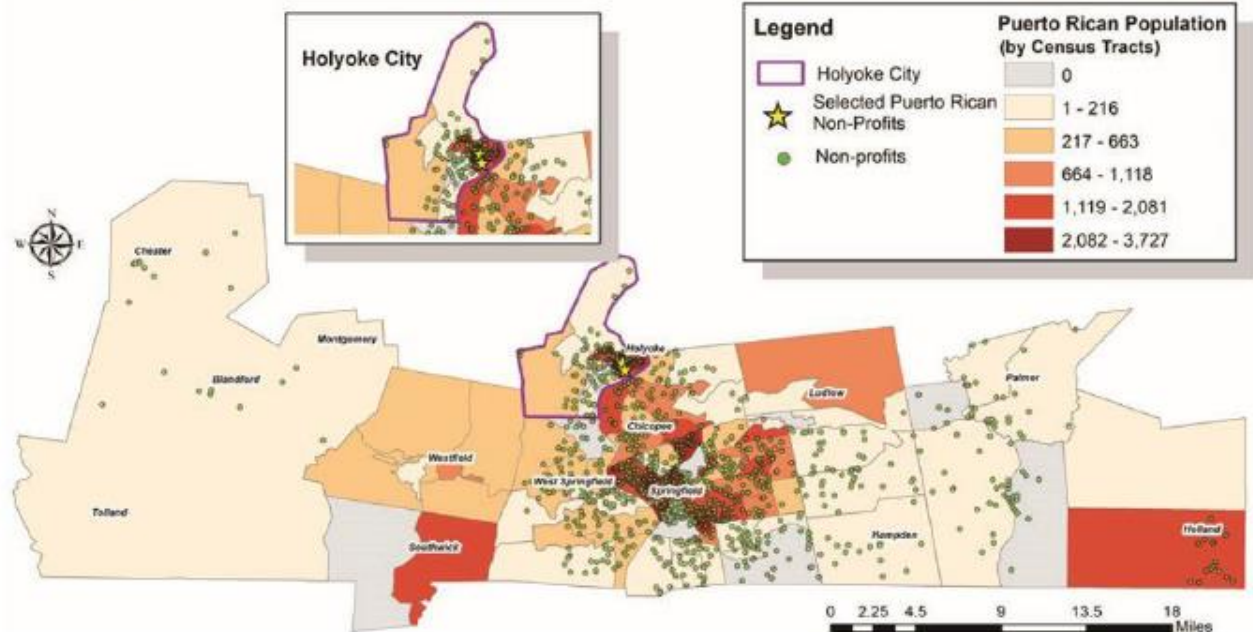 Holyoke City
Legend
Holyoke City
Selected Puerto Rican
Non-Profits
Non-profits
Puerto Rican Population
(by Census Tracts)
0
1 - 216
217 - 663
664 - 1,118
1,119 - 2,081
2,082 - 3,727
N
W
E
S
Chester
Montgomery
Blandford
Holyoke
Palmer
Ludlow
Chicopee
Westfield
West Springfield
Springfield
Tolland
Southwick
Hampden
Holland
0 2.25 4.5 9 13.5 18
Miles